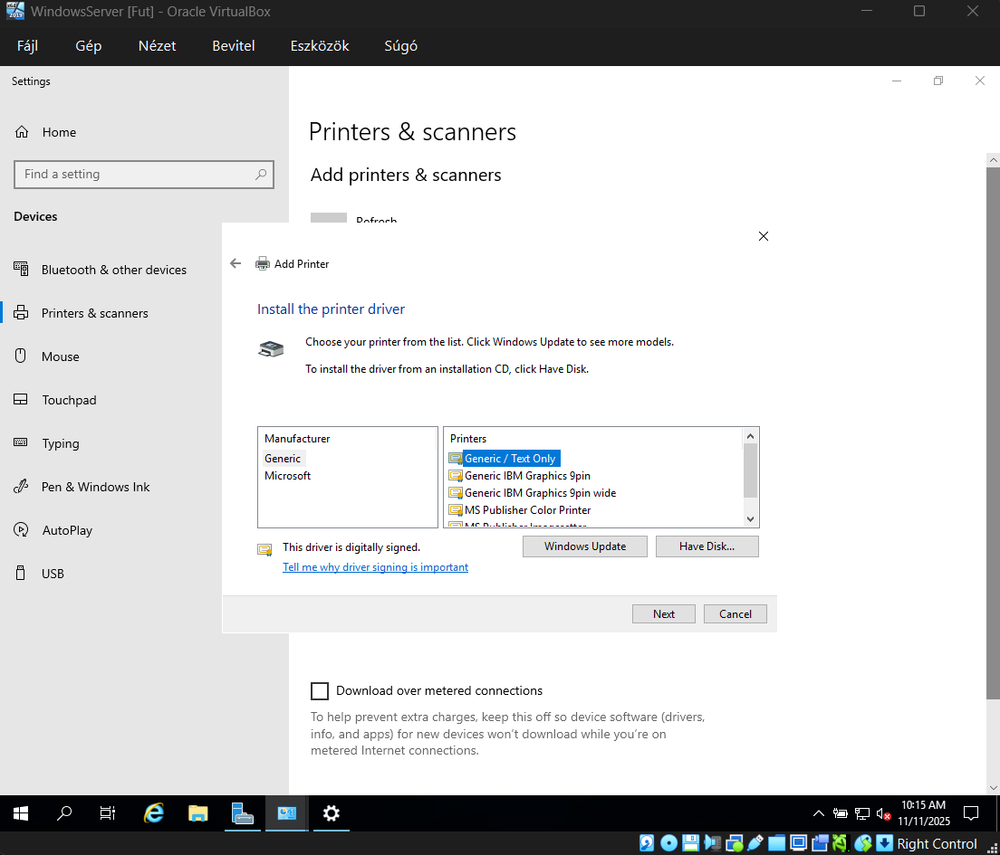 WindowsServer [Fut] - Oracle VirtualBox
Fájl Gép Nézet Bevitel Eszközök Súgó
Settings
Home
Find a setting
Devices
Bluetooth & other devices
Printers & scanners
Mouse
Touchpad
Typing
Pen & Windows Ink
AutoPlay
USB
Printers & scanners
Add printers & scanners
Refresh
Add Printer
Install the printer driver
Choose your printer from the list. Click Windows Update to see more models.
To install the driver from an installation CD, click Have Disk.
Manufacturer
Generic
Microsoft
Printers
Generic / Text Only
Generic IBM Graphics 9pin
Generic IBM Graphics 9pin wide
MS Publisher Color Printer
MS Publisher Imagesetter
This driver is digitally signed.
Tell me why driver signing is important
Windows Update Have Disk...
Next Cancel
Download over metered connections
To help prevent extra charges, keep this off so device software (drivers,
info, and apps) for new devices won't download while you're on
metered Internet connections.
10:15 AM
11/11/2025
Right Control